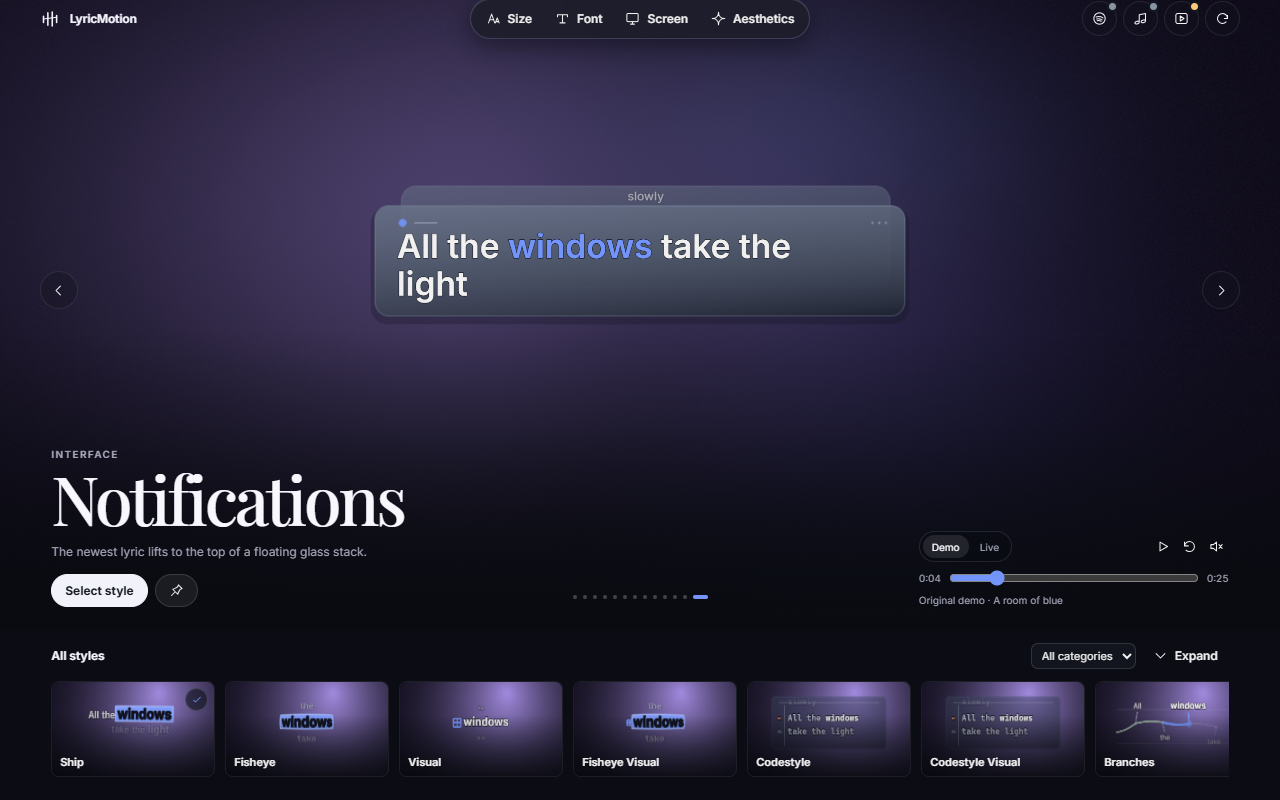 LyricMotion
Size
Font
Screen
Aesthetics
slowly
All the windows take the
light
INTERFACE
Notifications
The newest lyric lifts to the top of a floating glass stack.
Select style
Demo
Live
0:04
0:25
Original demo · A room of blue
All styles
All categories
Expand
All the windows
take the light
Ship
the
windows
take
Fisheye
windows
Visual
the
windows
take
Fisheye Visual
slowly
All the windows
take the light
Codestyle
slowly
All the windows
take the light
Codestyle Visual
All
windows
the
take
Branches